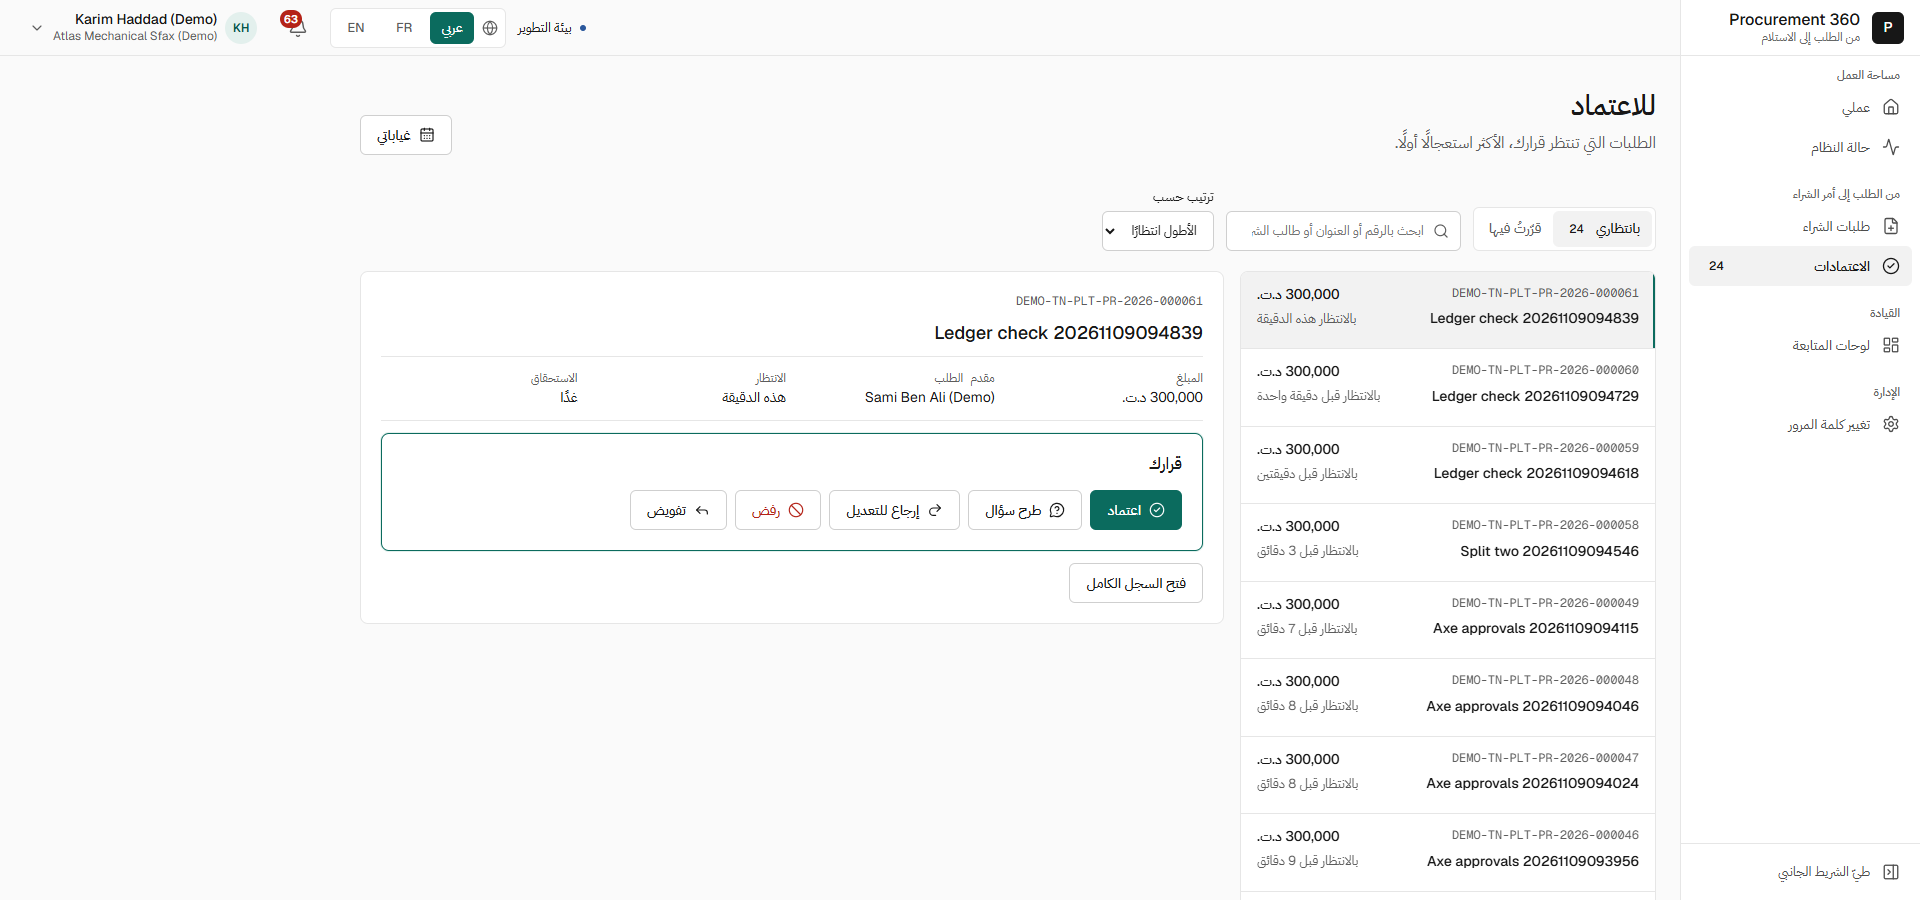 Procurement 360
من الطلب إلى الاستلام
P
بيئة التطوير
عربي
FR
EN
63
KH
Karim Haddad (Demo)
Atlas Mechanical Sfax (Demo)
مساحة العمل
عملي
حالة النظام
من الطلب إلى أمر الشراء
طلبات الشراء
الاعتمادات
24
القيادة
لوحات المتابعة
الإدارة
تغيير كلمة المرور
طيّ الشريط الجانبي
للاعتماد
الطلبات التي تنتظر قرارك، الأكثر استعجالًا أولًا.
غياباتي
بانتظاري 24
قرّرتُ فيها
ابحث بالرقم أو العنوان أو طالب الش
ترتيب حسب
الأطول انتظارًا
DEMO-TN-PLT-PR-2026-000061
300,000 د.ت.
Ledger check 20261109094839
بالانتظار هذه الدقيقة
DEMO-TN-PLT-PR-2026-000060
300,000 د.ت.
Ledger check 20261109094729
بالانتظار قبل دقيقة واحدة
DEMO-TN-PLT-PR-2026-000059
300,000 د.ت.
Ledger check 20261109094618
بالانتظار قبل دقيقتين
DEMO-TN-PLT-PR-2026-000058
300,000 د.ت.
Split two 20261109094546
بالانتظار قبل 3 دقائق
DEMO-TN-PLT-PR-2026-000049
300,000 د.ت.
Axe approvals 20261109094115
بالانتظار قبل 7 دقائق
DEMO-TN-PLT-PR-2026-000048
300,000 د.ت.
Axe approvals 20261109094046
بالانتظار قبل 8 دقائق
DEMO-TN-PLT-PR-2026-000047
300,000 د.ت.
Axe approvals 20261109094024
بالانتظار قبل 8 دقائق
DEMO-TN-PLT-PR-2026-000046
300,000 د.ت.
Axe approvals 20261109093956
بالانتظار قبل 9 دقائق
DEMO-TN-PLT-PR-2026-000061
Ledger check 20261109094839
المبلغ
300,000 د.ت.
مقدم الطلب
Sami Ben Ali (Demo)
الانتظار
هذه الدقيقة
الاستحقاق
غدًا
قرارك
اعتماد
طرح سؤال
إرجاع للتعديل
رفض
تفويض
فتح السجل الكامل